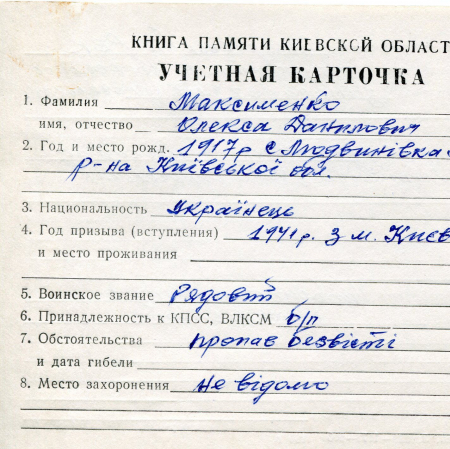 КНИГА ПАМЯТИ КИЕВСКОЙ ОБЛАСТ
УЧЕТНАЯ КАРТОЧКА
1. Фамилия Максименко
имя, отчество Олекса Данилович
2. Год и место рожд. 1917 р с Людвинівка
р-на Київської обл.
3. Национальность Українець
4. Год призыва (вступления) 1941 р. З м. Києв
и место проживания
5. Воинское звание Рядовий
6. Принадлежность к КПСС, ВЛКСМ б/п
7. Обстоятельства пропав безвісті
и дата гибели
8. Место захоронения Не відомо